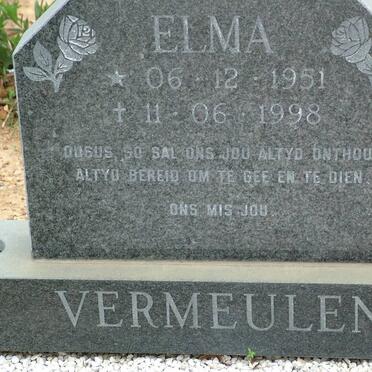 ELMA
★ 06 · 12 · 1951
✝ 11 · 06 · 1998
OUSUS, SO SAL ONS JOU ALTYD ONTHOU
ALTYD BEREID OM TE GEE EN TE DIEN
ONS MIS JOU
VERMEULEN